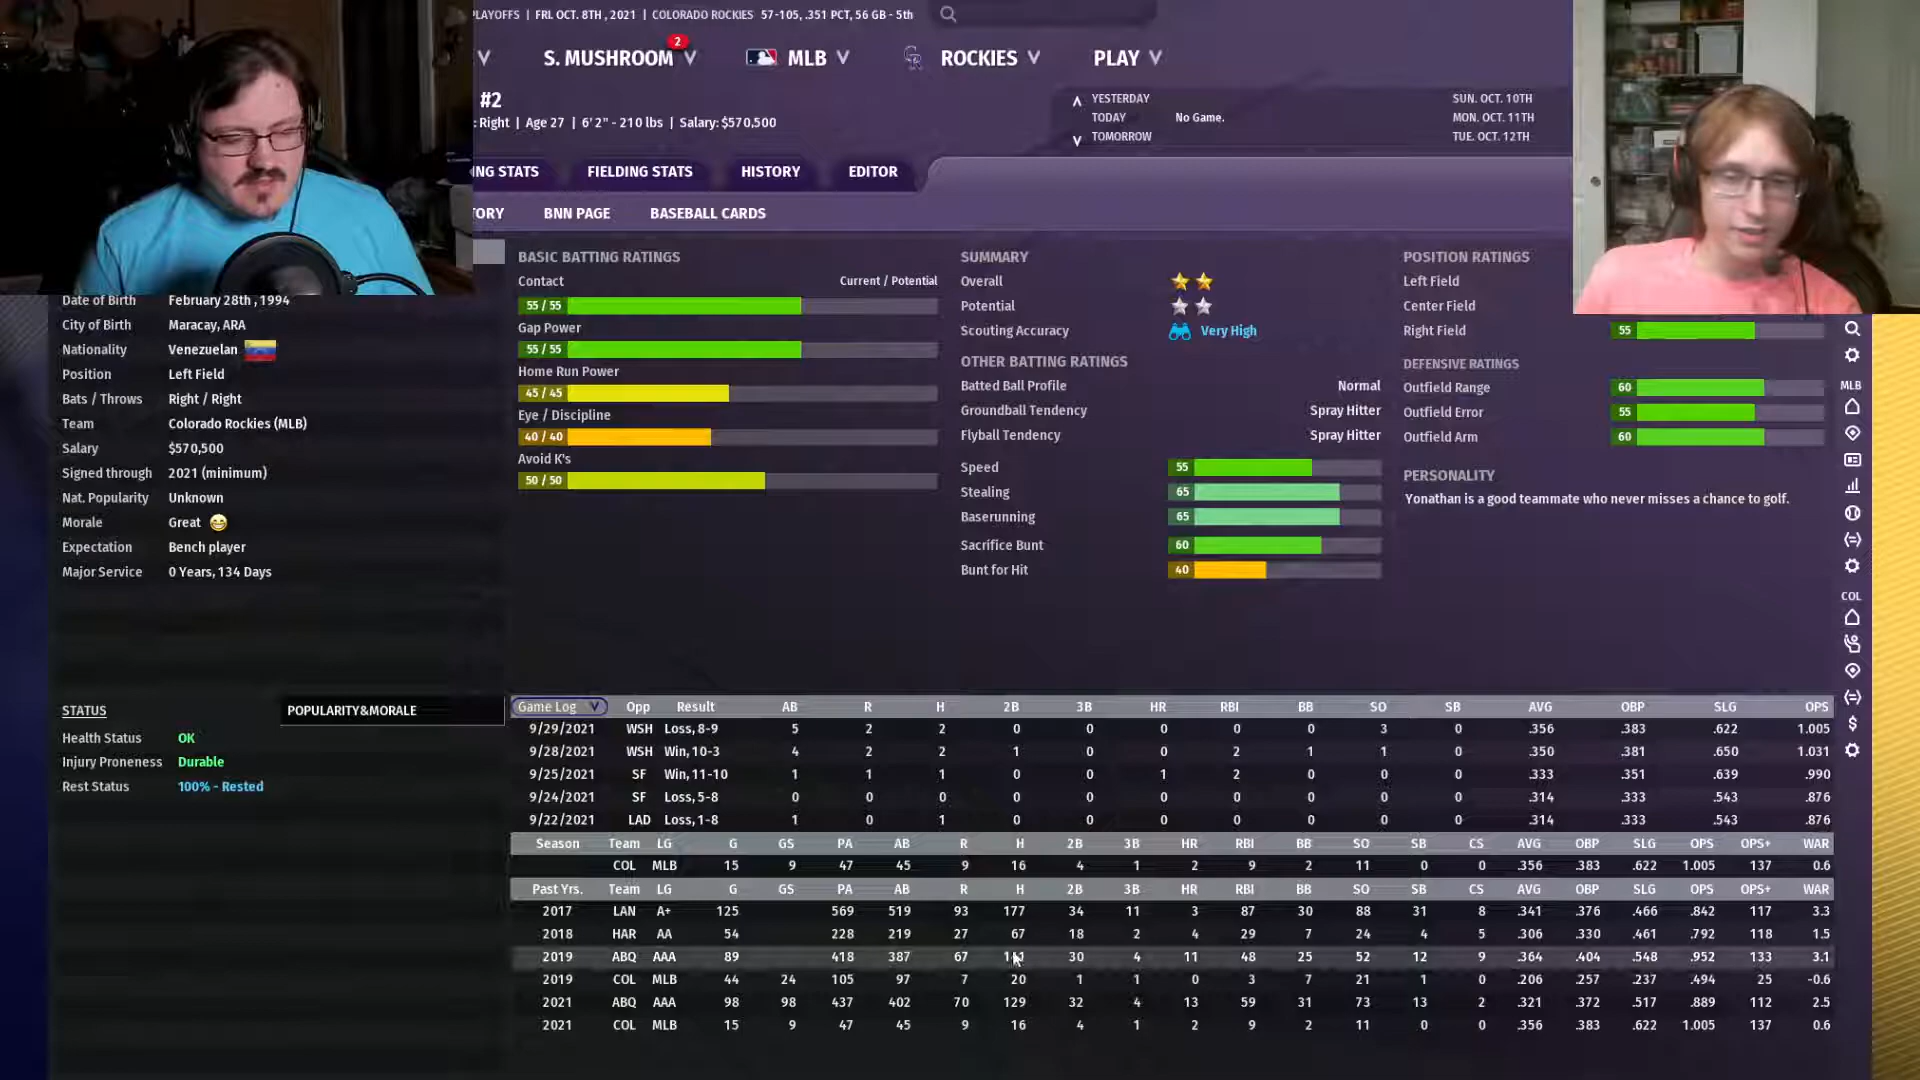 PLAYOFFS | FRI. OCT. 8TH , 2021 | COLORADO ROCKIES 57-105, .351 PCT, 56 GB - 5th
S. MUSHROOM 2 MLB ROCKIES PLAY
#2
: Right | Age 27 | 6' 2" - 210 lbs | Salary: $570,500
YESTERDAY SUN. OCT. 10TH
TODAY No Game. MON. OCT. 11TH
TOMORROW TUE. OCT. 12TH
NG STATS FIELDING STATS HISTORY EDITOR
TORY BNN PAGE BASEBALL CARDS
Date of Birth February 28th , 1994
City of Birth Maracay, ARA
Nationality Venezuelan
Position Left Field
Bats / Throws Right / Right
Team Colorado Rockies (MLB)
Salary $570,500
Signed through 2021 (minimum)
Nat. Popularity Unknown
Morale Great
Expectation Bench player
Major Service 0 Years, 134 Days
BASIC BATTING RATINGS
Contact Current / Potential
55 / 55
Gap Power
55 / 55
Home Run Power
45 / 45
Eye / Discipline
40 / 40
Avoid K's
50 / 50
SUMMARY
Overall
Potential
Scouting Accuracy Very High
OTHER BATTING RATINGS
Batted Ball Profile Normal
Groundball Tendency Spray Hitter
Flyball Tendency Spray Hitter
Speed 55
Stealing 65
Baserunning 65
Sacrifice Bunt 60
Bunt for Hit 40
POSITION RATINGS
Left Field
Center Field
Right Field 55
DEFENSIVE RATINGS
Outfield Range 60
Outfield Error 55
Outfield Arm 60
PERSONALITY
Yonathan is a good teammate who never misses a chance to golf.
MLB
COL
STATUS POPULARITY&MORALE
Health Status OK
Injury Proneness Durable
Rest Status 100% - Rested
Game Log Opp Result AB R H 2B 3B HR RBI BB SO SB AVG OBP SLG OPS
9/29/2021 WSH Loss, 8-9 5 2 2 0 0 0 0 0 3 0 .356 .383 .622 1.005
9/28/2021 WSH Win, 10-3 4 2 2 1 0 0 2 1 1 0 .350 .381 .650 1.031
9/25/2021 SF Win, 11-10 1 1 1 0 0 1 2 0 0 0 .333 .351 .639 .990
9/24/2021 SF Loss, 5-8 0 0 0 0 0 0 0 0 0 0 .314 .333 .543 .876
9/22/2021 LAD Loss, 1-8 1 0 1 0 0 0 0 0 0 0 .314 .333 .543 .876
Season Team LG G GS PA AB R H 2B 3B HR RBI BB SO SB CS AVG OBP SLG OPS OPS+ WAR
COL MLB 15 9 47 45 9 16 4 1 2 9 2 11 0 0 .356 .383 .622 1.005 137 0.6
Past Yrs. Team LG G GS PA AB R H 2B 3B HR RBI BB SO SB CS AVG OBP SLG OPS OPS+ WAR
2017 LAN A+ 125 569 519 93 177 34 11 3 87 30 88 31 8 .341 .376 .466 .842 117 3.3
2018 HAR AA 54 228 219 27 67 18 2 4 29 7 24 4 5 .306 .330 .461 .792 118 1.5
2019 ABQ AAA 89 418 387 67 30 4 11 48 25 52 12 9 .364 .404 .548 .952 133 3.1
2019 COL MLB 44 24 105 97 7 20 1 1 0 3 7 21 1 0 .206 .257 .237 .494 25 -0.6
2021 ABQ AAA 98 98 437 402 70 129 32 4 13 59 31 73 13 2 .321 .372 .517 .889 112 2.5
2021 COL MLB 15 9 47 45 9 16 4 1 2 9 2 11 0 0 .356 .383 .622 1.005 137 0.6